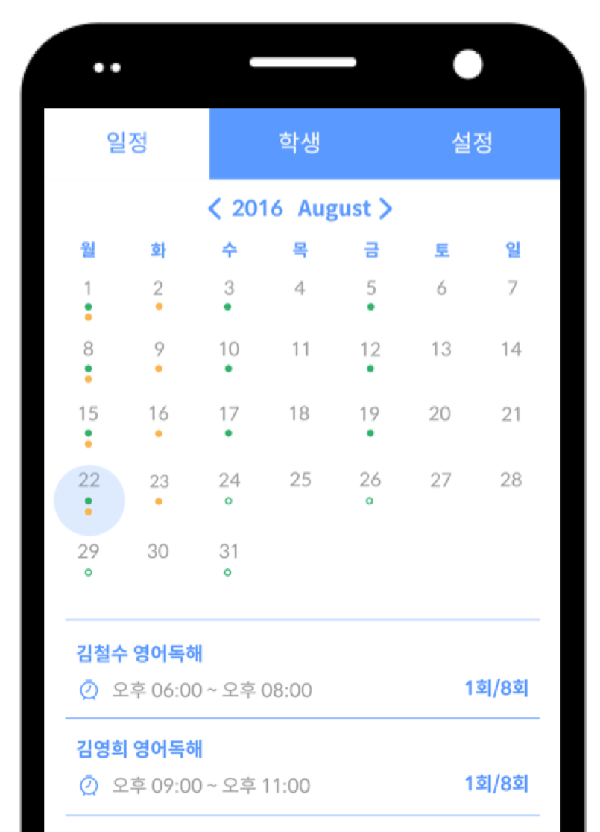 일정 학생 설정
< 2016 August >
월 화 수 목 금 토 일
1 2 3 4 5 6 7
8 9 10 11 12 13 14
15 16 17 18 19 20 21
22 23 24 25 26 27 28
29 30 31
김철수 영어독해
오후 06:00 ~ 오후 08:00 1회/8회
김영희 영어독해
오후 09:00 ~ 오후 11:00 1회/8회